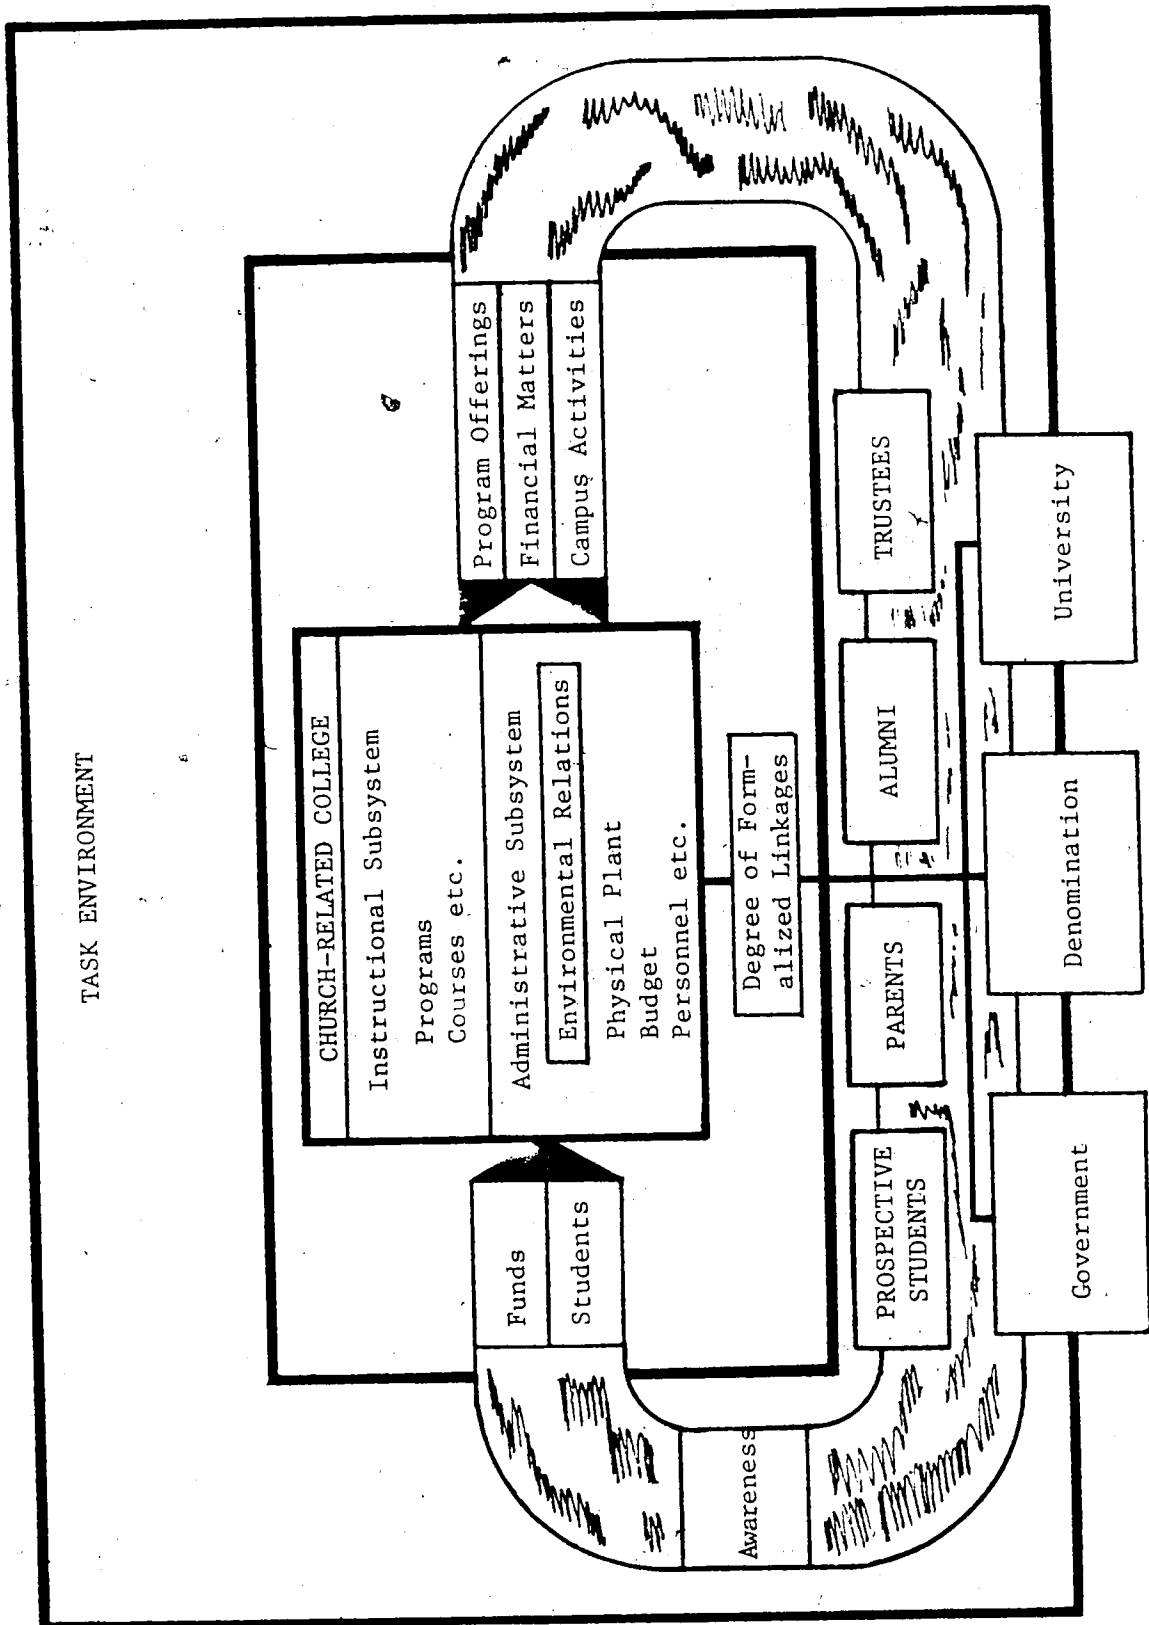 TASK ENVIRONMENT
CHURCH-RELATED COLLEGE
Instructional Subsystem
Programs
Courses etc.
Administrative Subsystem
Environmental Relations
Physical Plant
Budget
Personnel etc.
Funds
Students
Program Offerings
Financial Matters
Campus Activities
Degree of Form-
alized Linkages
Awareness
PROSPECTIVE
STUDENTS
PARENTS
ALUMNI
TRUSTEES
Government
Denomination
University